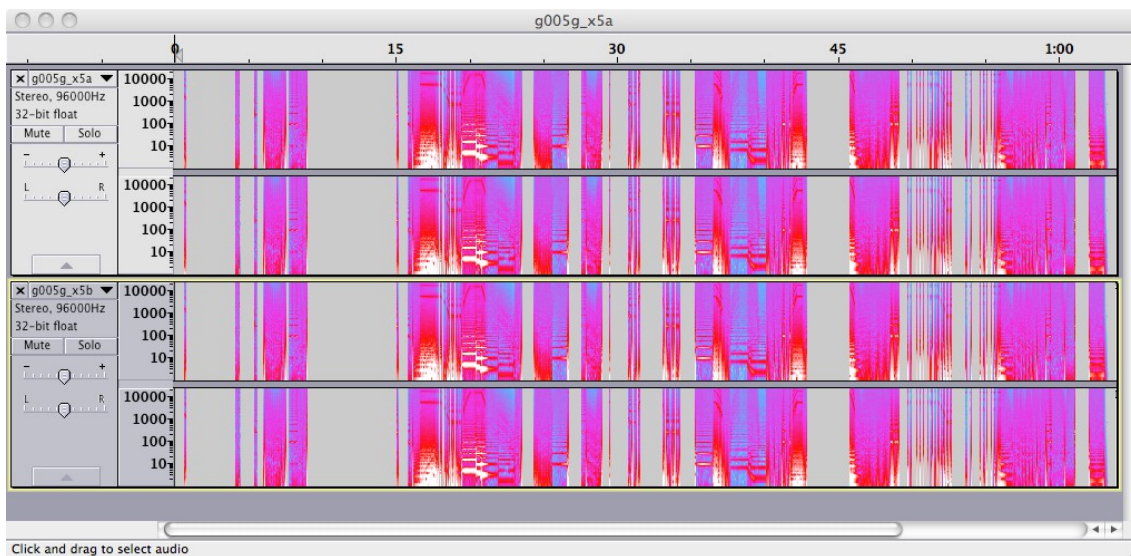 g005g_x5a
0 15 30 45 1:00
g005g_x5a
Stereo, 96000Hz
32-bit float
Mute Solo
- +
L R
10000
1000
100
10
10000
1000
100
10
g005g_x5b
Stereo, 96000Hz
32-bit float
Mute Solo
- +
L R
10000
1000
100
10
10000
1000
100
10
Click and drag to select audio